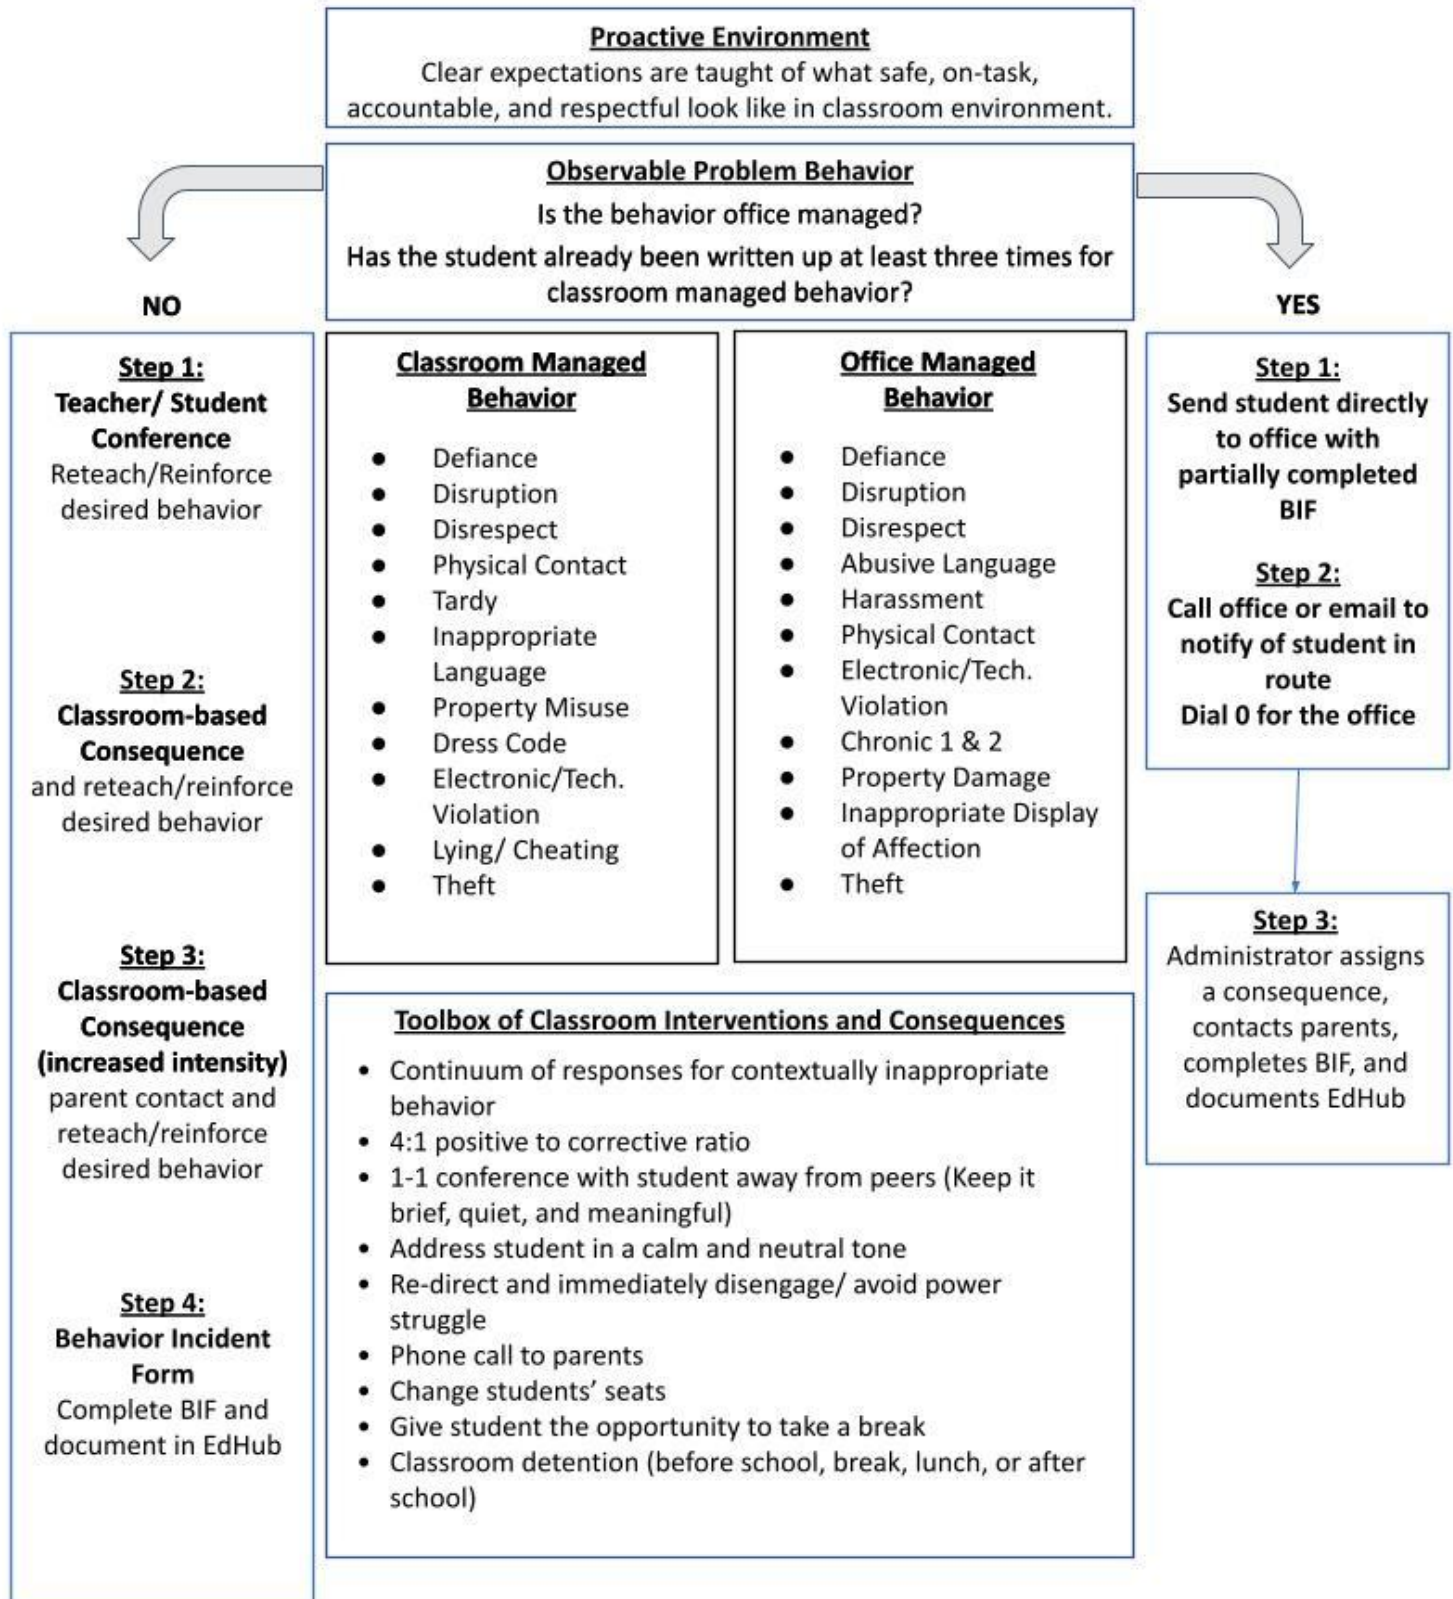 Proactive Environment
Clear expectations are taught of what safe, on-task,
accountable, and respectful look like in classroom environment.
Observable Problem Behavior
Is the behavior office managed?
Has the student already been written up at least three times for
classroom managed behavior?
NO
YES
Step 1:
Teacher/ Student
Conference
Reteach/Reinforce
desired behavior
Step 2:
Classroom-based
Consequence
and reteach/reinforce
desired behavior
Step 3:
Classroom-based
Consequence
(increased intensity)
parent contact and
reteach/reinforce
desired behavior
Step 4:
Behavior Incident
Form
Complete BIF and
document in EdHub
Classroom Managed
Behavior
● Defiance
● Disruption
● Disrespect
● Physical Contact
● Tardy
● Inappropriate
Language
● Property Misuse
● Dress Code
● Electronic/Tech.
Violation
● Lying/ Cheating
● Theft
Office Managed
Behavior
● Defiance
● Disruption
● Disrespect
● Abusive Language
● Harassment
● Physical Contact
● Electronic/Tech.
Violation
● Chronic 1 & 2
● Property Damage
● Inappropriate Display
of Affection
● Theft
Step 1:
Send student directly
to office with
partially completed
BIF
Step 2:
Call office or email to
notify of student in
route
Dial 0 for the office
Step 3:
Administrator assigns
a consequence,
contacts parents,
completes BIF, and
documents EdHub
Toolbox of Classroom Interventions and Consequences
• Continuum of responses for contextually inappropriate
behavior
• 4:1 positive to corrective ratio
• 1-1 conference with student away from peers (Keep it
brief, quiet, and meaningful)
• Address student in a calm and neutral tone
• Re-direct and immediately disengage/ avoid power
struggle
• Phone call to parents
• Change students’ seats
• Give student the opportunity to take a break
• Classroom detention (before school, break, lunch, or after
school)